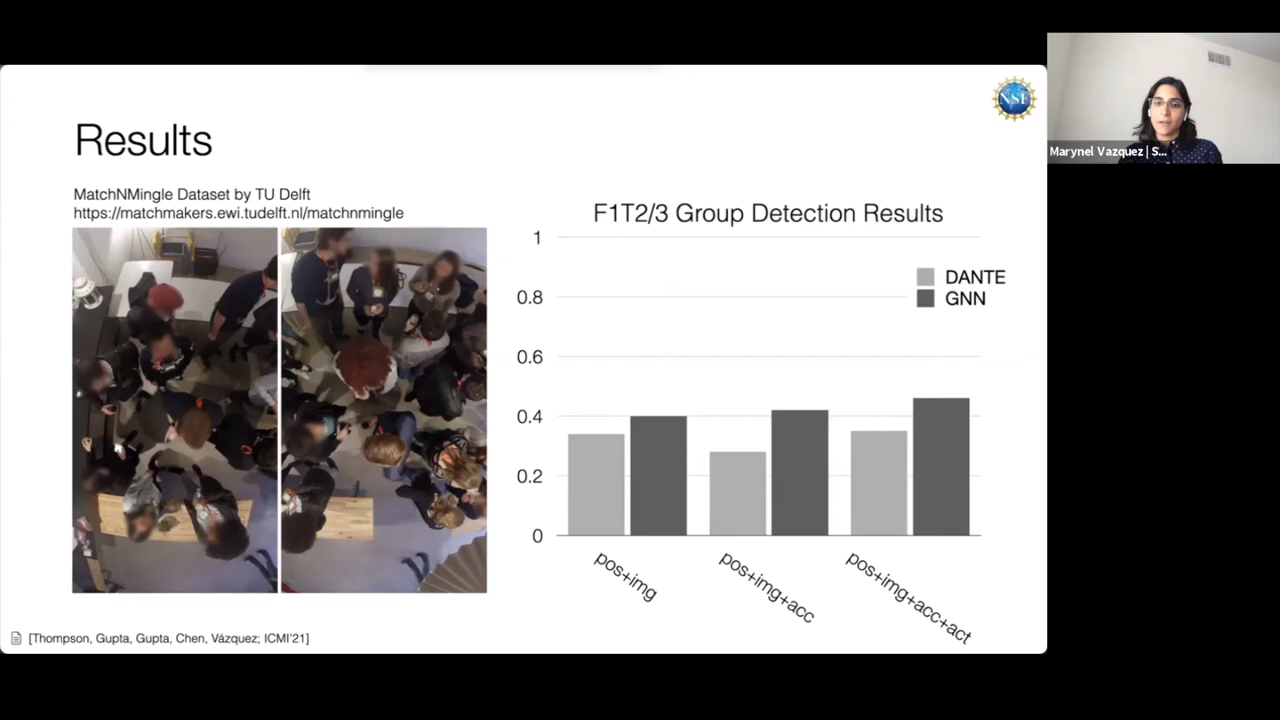 NSF
Results
Marynel Vazquez | S...
MatchNMingle Dataset by TU Delft
https://matchmakers.ewi.tudelft.nl/matchnmingle
F1T2/3 Group Detection Results
1
0.8
0.6
0.4
0.2
0
DANTE
GNN
pos+img
pos+img+acc
pos+img+acc+act
[Thompson, Gupta, Gupta, Chen, Vázquez; ICMI'21]